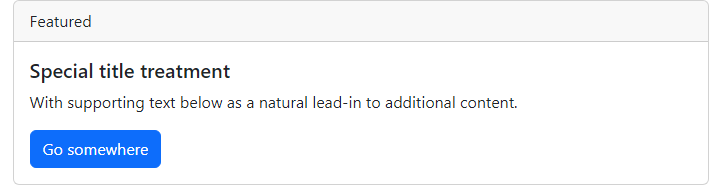 Featured
Special title treatment
With supporting text below as a natural lead-in to additional content.
Go somewhere